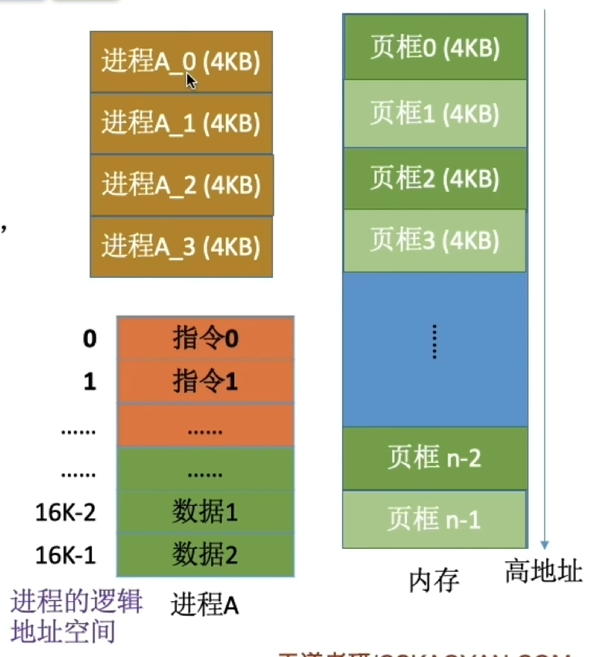 进程A_0 (4KB)
进程A_1 (4KB)
进程A_2 (4KB)
进程A_3 (4KB)
，
0 指令0
1 指令1
...... ......
...... ......
16K-2 数据1
16K-1 数据2
进程的逻辑
地址空间
进程A
页框0 (4KB)
页框1 (4KB)
页框2 (4KB)
页框3 (4KB)
......
页框 n-2
页框 n-1
内存
高地址